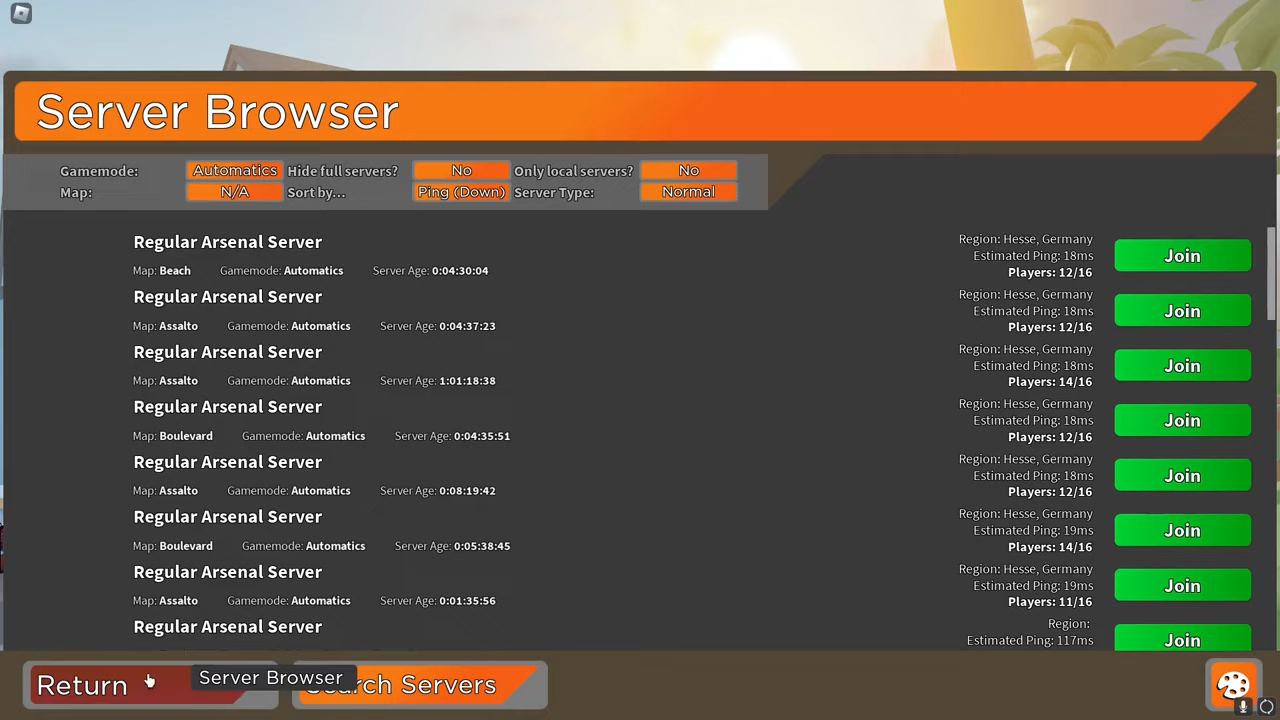 Server Browser
Gamemode: Automatics Hide full servers? No Only local servers? No
Map: N/A Sort by... Ping (Down) Server Type: Normal
Regular Arsenal Server
Map: Beach Gamemode: Automatics Server Age: 0:04:30:04
Region: Hesse, Germany
Estimated Ping: 18ms
Players: 12/16
Join
Regular Arsenal Server
Map: Assalto Gamemode: Automatics Server Age: 0:04:37:23
Region: Hesse, Germany
Estimated Ping: 18ms
Players: 12/16
Join
Regular Arsenal Server
Map: Assalto Gamemode: Automatics Server Age: 1:01:18:38
Region: Hesse, Germany
Estimated Ping: 18ms
Players: 14/16
Join
Regular Arsenal Server
Map: Boulevard Gamemode: Automatics Server Age: 0:04:35:51
Region: Hesse, Germany
Estimated Ping: 18ms
Players: 12/16
Join
Regular Arsenal Server
Map: Assalto Gamemode: Automatics Server Age: 0:08:19:42
Region: Hesse, Germany
Estimated Ping: 18ms
Players: 12/16
Join
Regular Arsenal Server
Map: Boulevard Gamemode: Automatics Server Age: 0:05:38:45
Region: Hesse, Germany
Estimated Ping: 19ms
Players: 14/16
Join
Regular Arsenal Server
Map: Assalto Gamemode: Automatics Server Age: 0:01:35:56
Region: Hesse, Germany
Estimated Ping: 19ms
Players: 11/16
Join
Regular Arsenal Server
Region:
Estimated Ping: 117ms
Join
Return
Server Browser
Servers